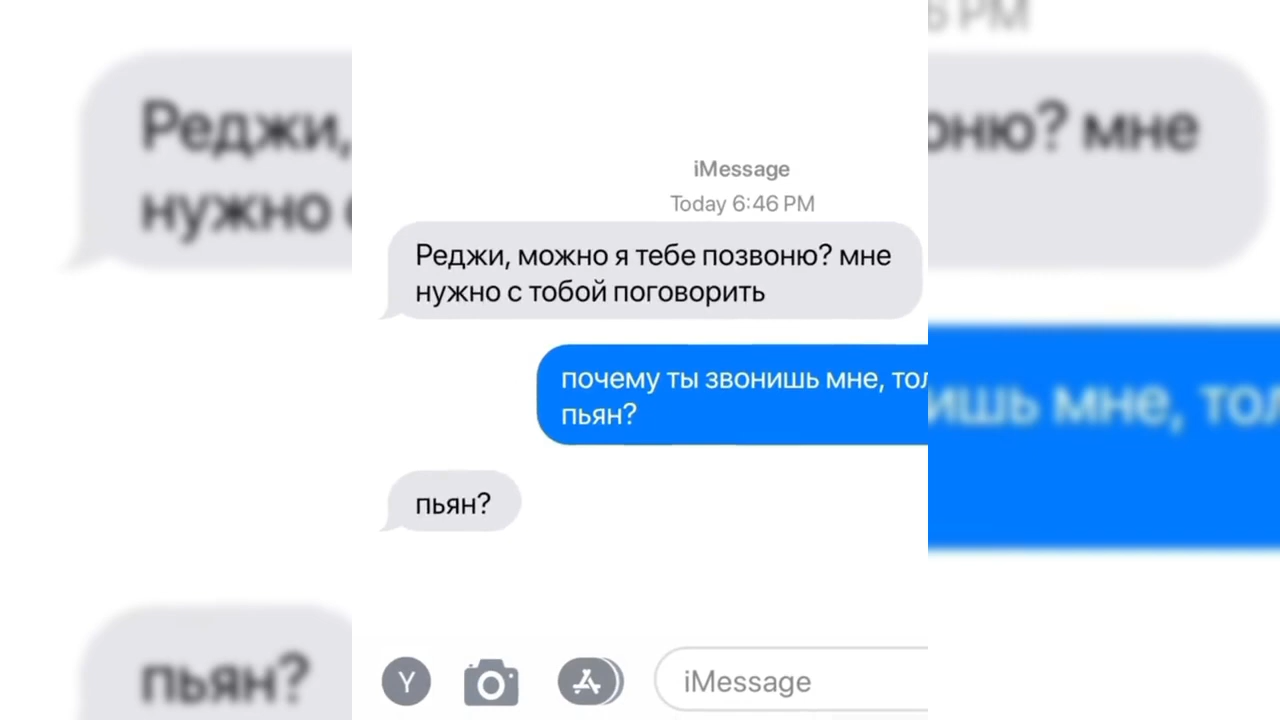 iMessage
Today 6:46 PM
Реджи, можно я тебе позвоню? мне
нужно с тобой поговорить
почему ты звонишь мне, тол
пьян?
пьян?
Y
iMessage